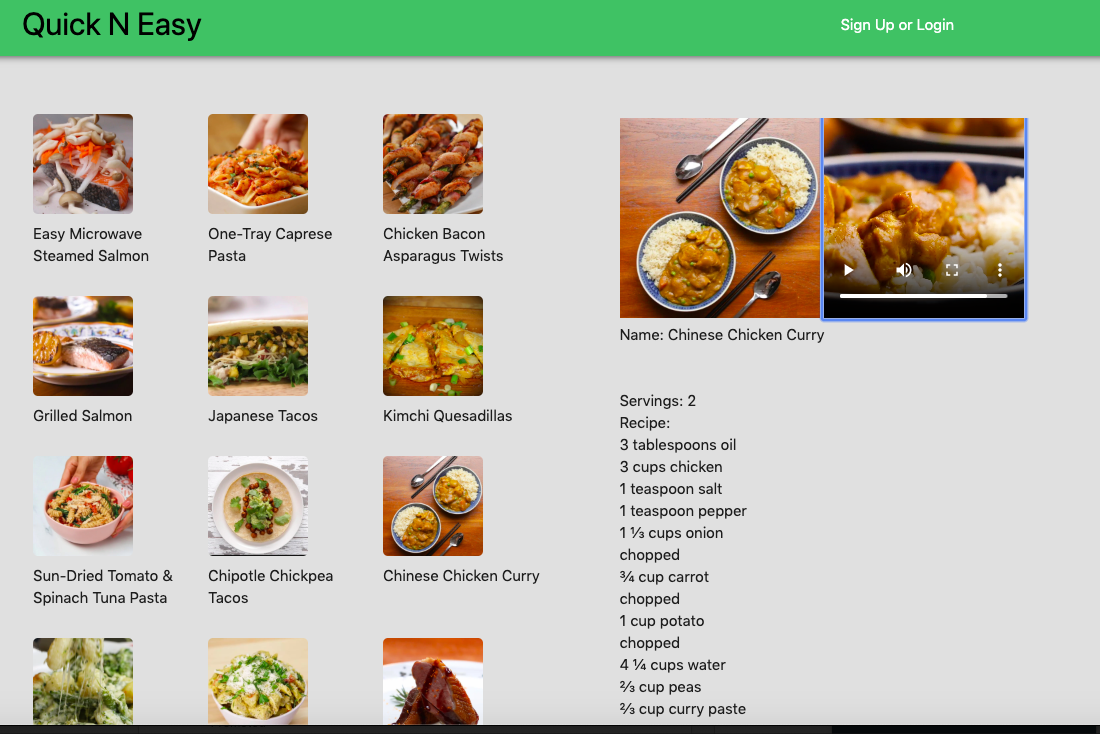 Quick N Easy
Sign Up or Login
Easy Microwave
Steamed Salmon
One-Tray Caprese
Pasta
Chicken Bacon
Asparagus Twists
Grilled Salmon
Japanese Tacos
Kimchi Quesadillas
Sun-Dried Tomato &
Spinach Tuna Pasta
Chipotle Chickpea
Tacos
Chinese Chicken Curry
Name: Chinese Chicken Curry
Servings: 2
Recipe:
3 tablespoons oil
3 cups chicken
1 teaspoon salt
1 teaspoon pepper
1 ⅓ cups onion
chopped
¾ cup carrot
chopped
1 cup potato
chopped
4 ¼ cups water
⅔ cup peas
⅔ cup curry paste